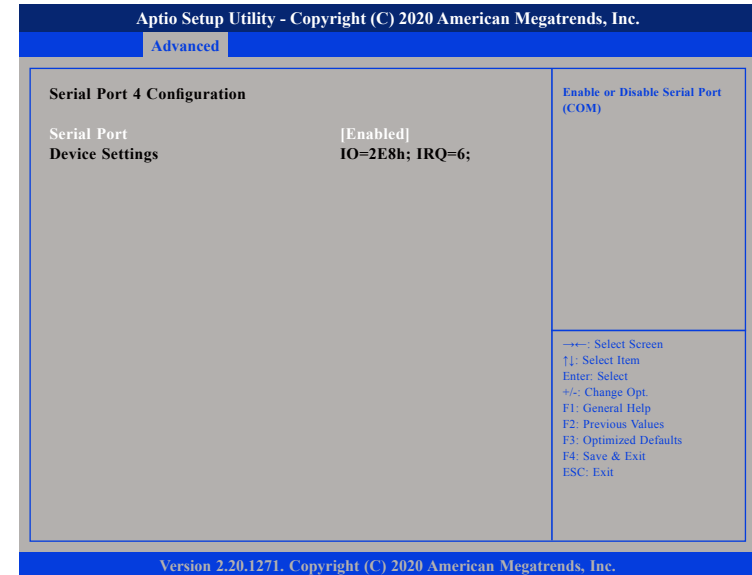 Aptio Setup Utility - Copyright (C) 2020 American Megatrends, Inc.
Advanced
Serial Port 4 Configuration
Serial Port [Enabled]
Device Settings IO=2E8h; IRQ=6;
Enable or Disable Serial Port
(COM)
→←: Select Screen
↑↓: Select Item
Enter: Select
+/-: Change Opt.
F1: General Help
F2: Previous Values
F3: Optimized Defaults
F4: Save & Exit
ESC: Exit
Version 2.20.1271. Copyright (C) 2020 American Megatrends, Inc.